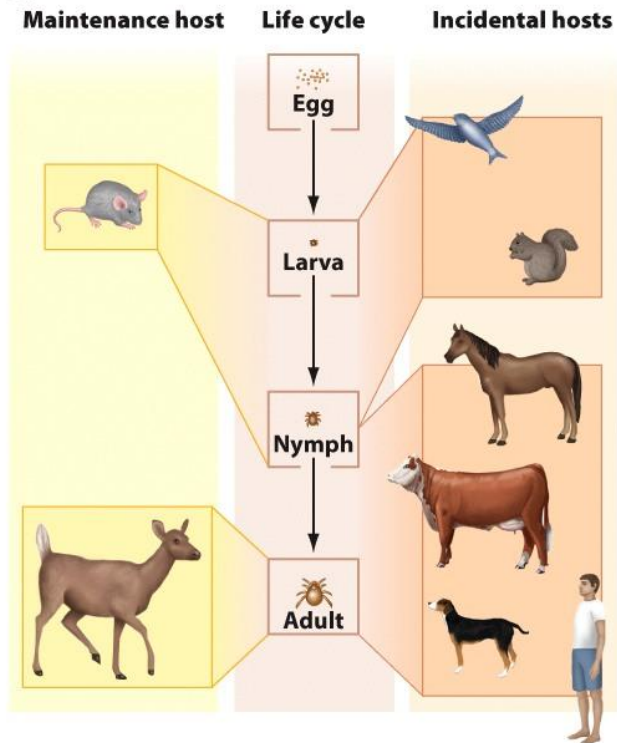 Maintenance host
Life cycle
Incidental hosts
Egg
Larva
Nymph
Adult